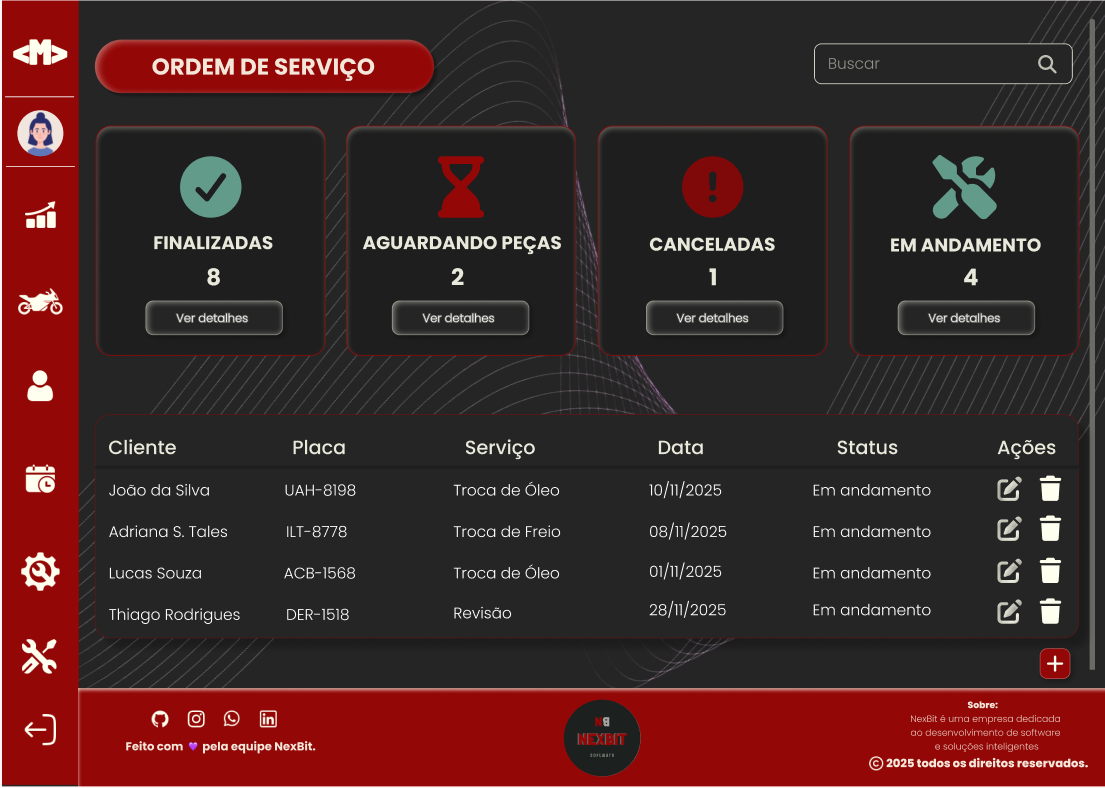 <M>
ORDEM DE SERVIÇO
Buscar
FINALIZADAS
8
Ver detalhes
AGUARDANDO PEÇAS
2
Ver detalhes
CANCELADAS
1
Ver detalhes
EM ANDAMENTO
4
Ver detalhes
Cliente Placa Serviço Data Status Ações
João da Silva UAH-8198 Troca de Óleo 10/11/2025 Em andamento
Adriana S. Tales ILT-8778 Troca de Freio 08/11/2025 Em andamento
Lucas Souza ACB-1568 Troca de Óleo 01/11/2025 Em andamento
Thiago Rodrigues DER-1518 Revisão 28/11/2025 Em andamento
Feito com 💜 pela equipe NexBit.
NB
NEXBIT
SOFTWARE
Sobre:
NexBit é uma empresa dedicada
ao desenvolvimento de software
e soluções inteligentes
© 2025 todos os direitos reservados.